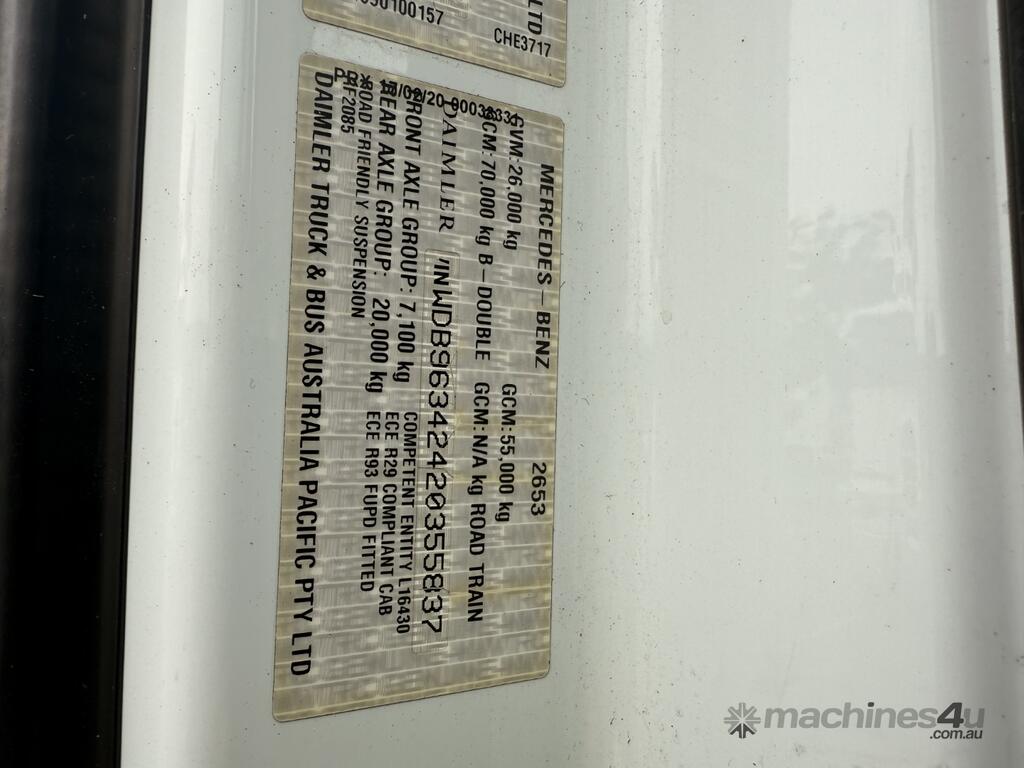 LTD
CHE3717
MERCEDES-BENZ 2653
GVM:26,000 kg GCM:55,000 kg
GCM:70,000 kg B-DOUBLE GCM:N/A kg ROAD TRAIN
DAIMLER WDB9634242035583
FRONT AXLE GROUP: 7,100 kg COMPETENT ENTITY L16430
REAR AXLE GROUP: 20,000 kg ECE R29 COMPLIANT CAB
ROAD FRIENDLY SUSPENSION ECE R93 FUPD FITTED
DAIMLER TRUCK & BUS AUSTRALIA PACIFIC PTY LTD
machines4u
.com.au